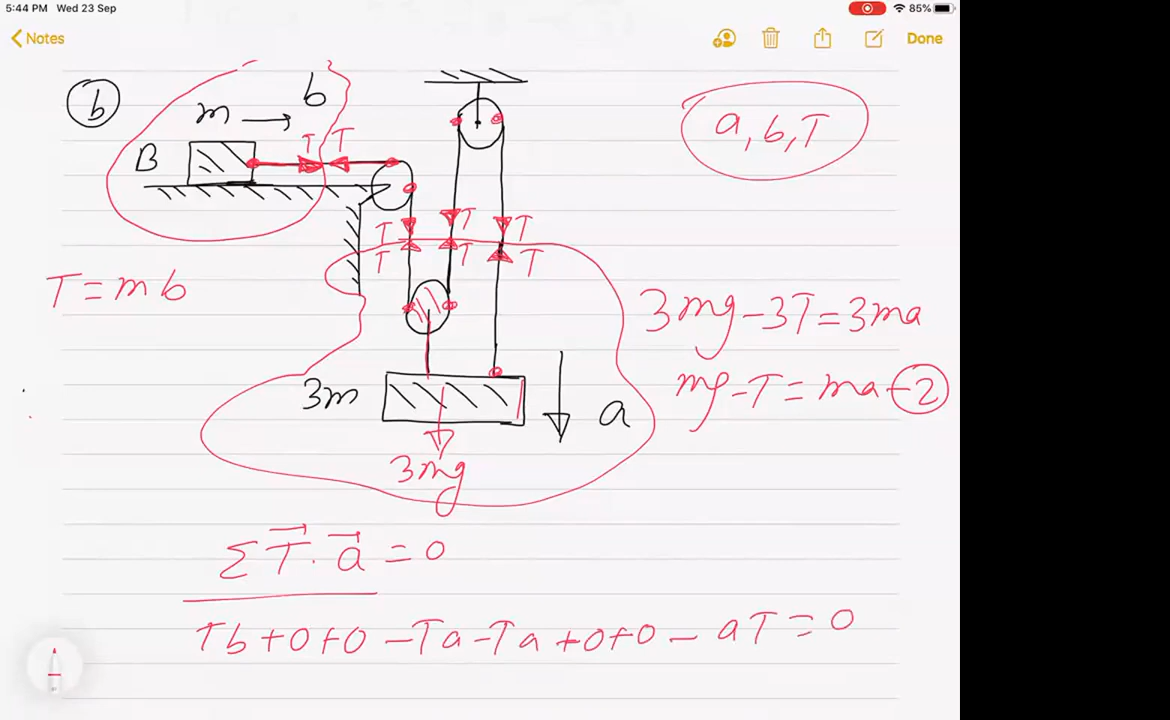 5:44 PM Wed 23 Sep
85%
Notes
Done
b
m b
a, b, T
B
T T
T T T
T T T
T = mb
3mg - 3T = 3ma
mg - T = ma - 2
3m
a
3mg
Σ T⃗ . a⃗ = 0
Tb + 0 + 0 - Ta - Ta + 0 + 0 - aT = 0